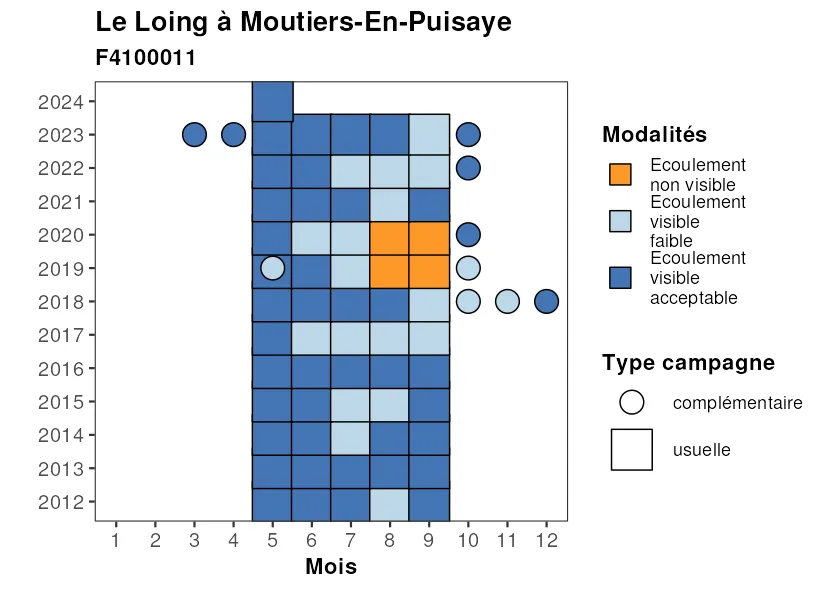 Le Loing à Moutiers-En-Puisaye
F4100011
2024
2023
2022
2021
2020
2019
2018
2017
2016
2015
2014
2013
2012
1 2 3 4 5 6 7 8 9 10 11 12
Mois
Modalités
Ecoulement
non visible
Ecoulement
visible
faible
Ecoulement
visible
acceptable
Type campagne
complémentaire
usuelle